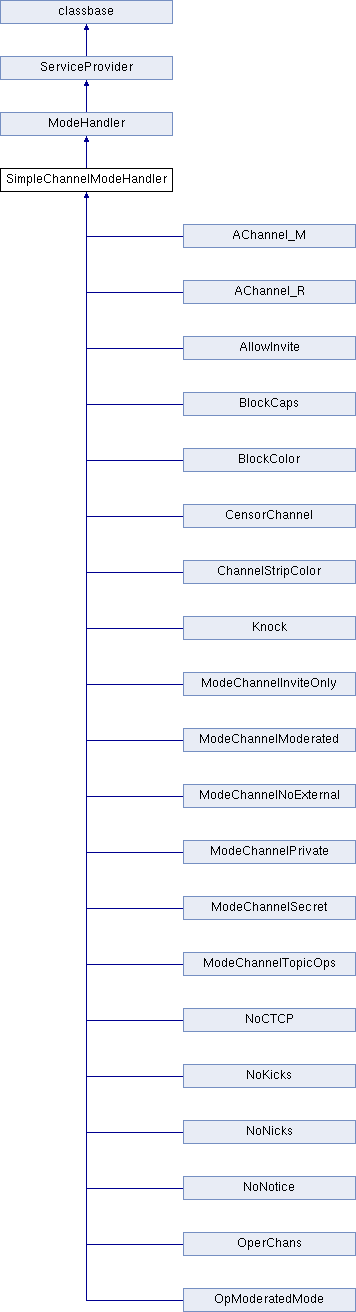 classbase
ServiceProvider
ModeHandler
SimpleChannelModeHandler
AChannel_M
AChannel_R
AllowInvite
BlockCaps
BlockColor
CensorChannel
ChannelStripColor
Knock
ModeChannelInviteOnly
ModeChannelModerated
ModeChannelNoExternal
ModeChannelPrivate
ModeChannelSecret
ModeChannelTopicOps
NoCTCP
NoKicks
NoNicks
NoNotice
OperChans
OpModeratedMode